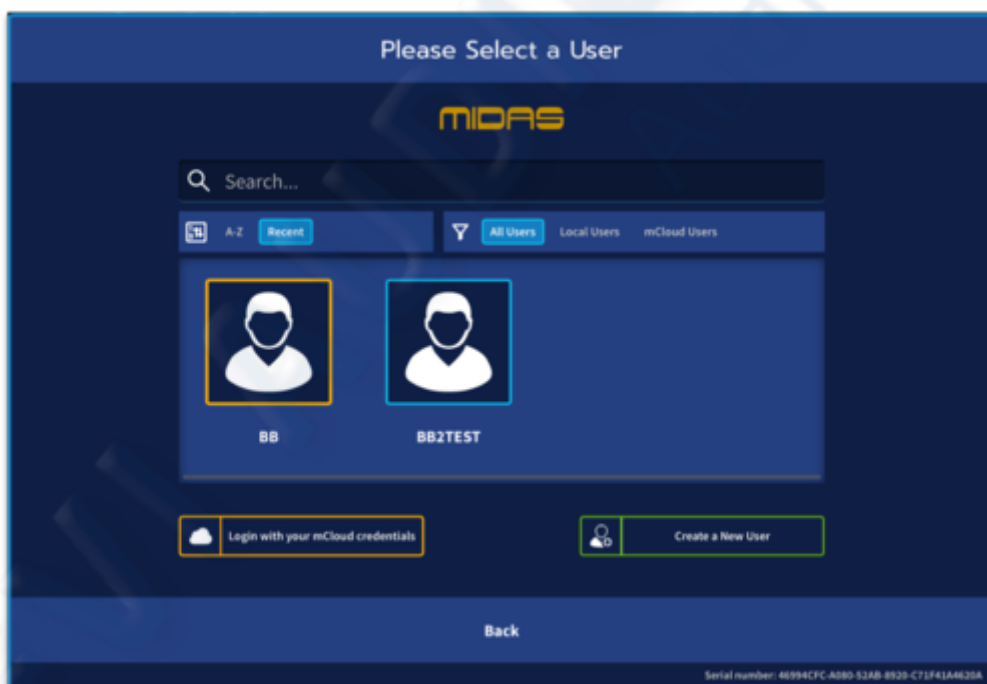 Please Select a User
MIDAS
Search...
A-Z Recent All Users Local Users mCloud Users
BB BB2TEST
Login with your mCloud credentials Create a New User
Back
Serial number: 46994CFC-A080-52AB-8920-C71F41A4620A